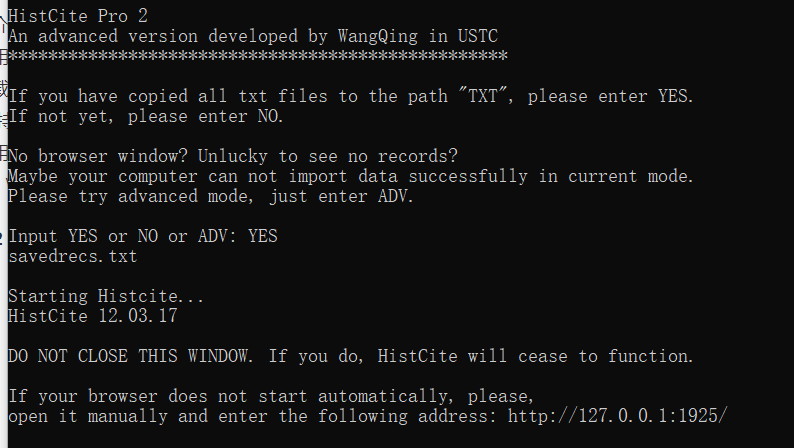 HistCite Pro 2
An advanced version developed by WangQing in USTC
**************************************************
If you have copied all txt files to the path "TXT", please enter YES.
If not yet, please enter NO.
No browser window? Unlucky to see no records?
Maybe your computer can not import data successfully in current mode.
Please try advanced mode, just enter ADV.
Input YES or NO or ADV: YES
savedrecs.txt
Starting Histcite...
HistCite 12.03.17
DO NOT CLOSE THIS WINDOW. If you do, HistCite will cease to function.
If your browser does not start automatically, please,
open it manually and enter the following address: http://127.0.0.1:1925/